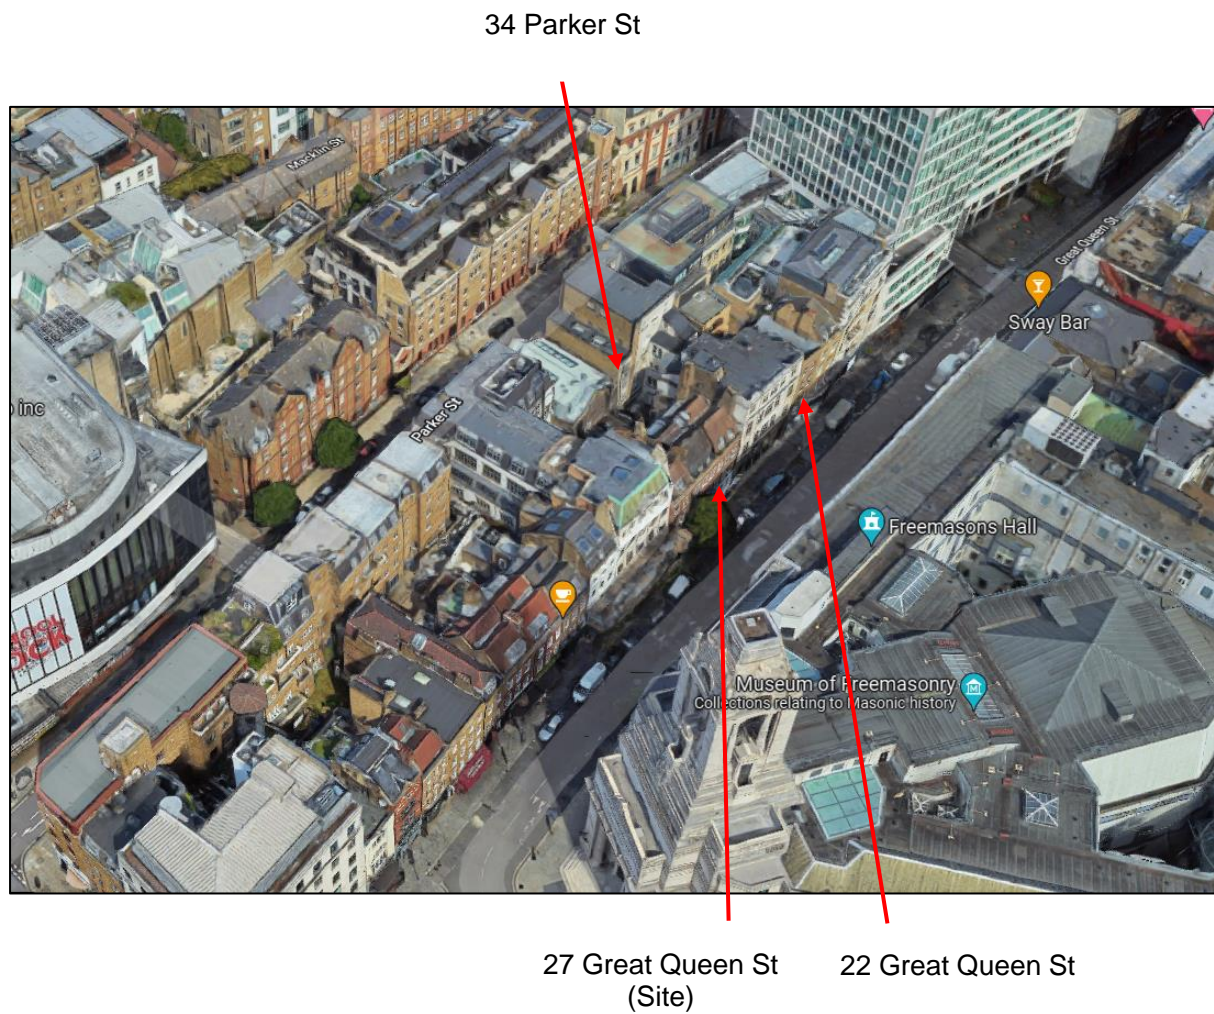 34 Parker St
Macklin St
Great Queen St.
Sway Bar
inc
Parker St
Freemasons Hall
Museum of Freemasonry
Collections relating to Masonic history
27 Great Queen St
(Site)
22 Great Queen St